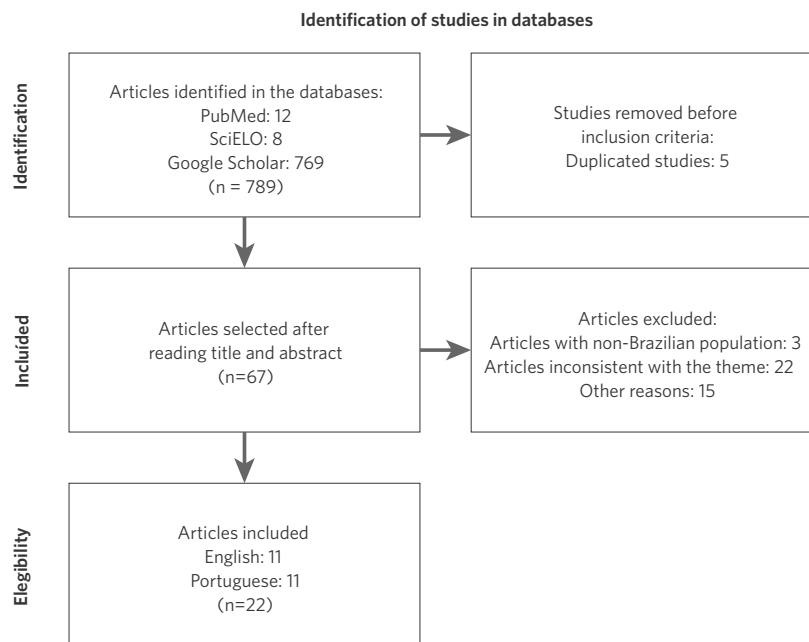 Identification of studies in databases
Identification
Articles identified in the databases:
PubMed: 12
SciELO: 8
Google Scholar: 769
(n = 789)
Studies removed before
inclusion criteria:
Duplicated studies: 5
Incluíded
Articles selected after
reading title and abstract
(n=67)
Articles excluded:
Articles with non-Brazilian population: 3
Articles inconsistent with the theme: 22
Other reasons: 15
Elegibility
Articles included
English: 11
Portuguese: 11
(n=22)